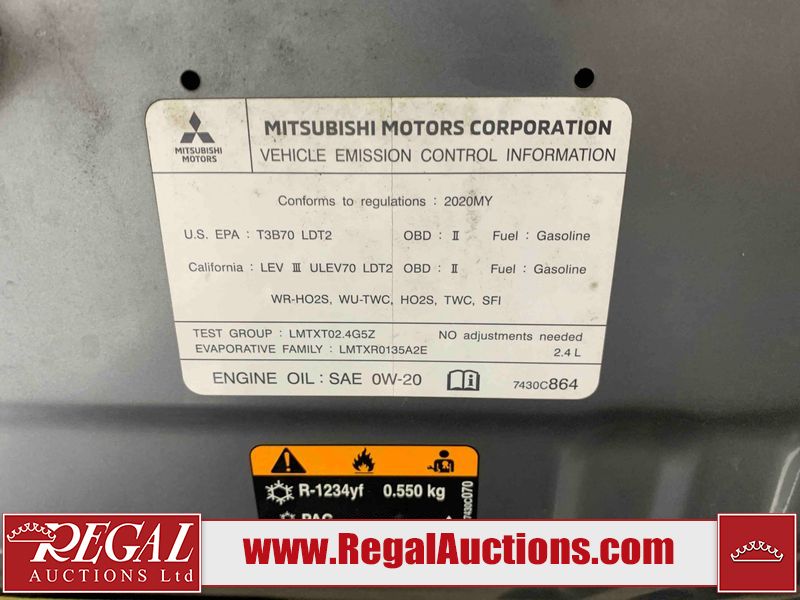 MITSUBISHI MOTORS
MITSUBISHI MOTORS CORPORATION
VEHICLE EMISSION CONTROL INFORMATION
Conforms to regulations : 2020MY
U.S. EPA : T3B70 LDT2 OBD : II Fuel : Gasoline
California : LEV III ULEV70 LDT2 OBD : II Fuel : Gasoline
WR-HO2S, WU-TWC, HO2S, TWC, SFI
TEST GROUP : LMTXT02.4G5Z NO adjustments needed
EVAPORATIVE FAMILY : LMTXR0135A2E 2.4 L
ENGINE OIL : SAE 0W-20 7430C864
R-1234yf 0.550 kg
7430C070
PAG
REGAL
AUCTIONS Ltd
www.RegalAuctions.com